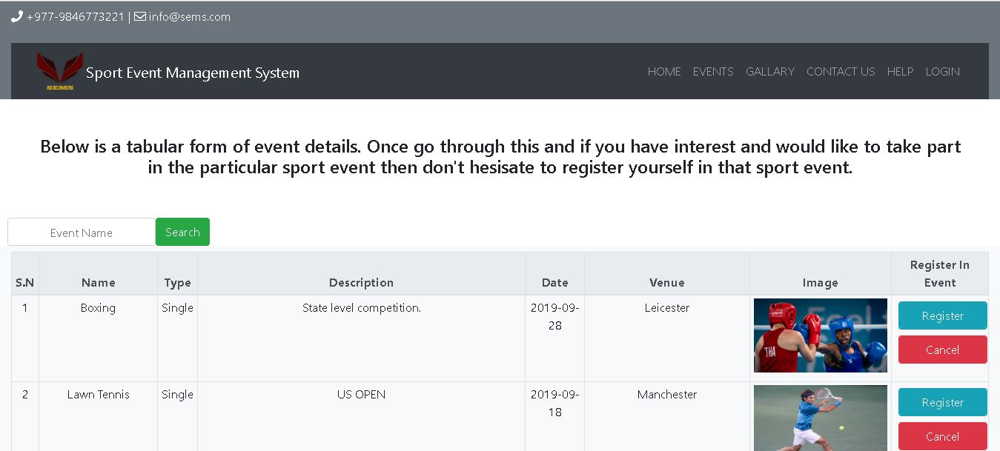 +977-9846773221 | info@sems.com
SEMS
Sport Event Management System
HOME EVENTS GALLARY CONTACT US HELP LOGIN
Below is a tabular form of event details. Once go through this and if you have interest and would like to take part
in the particular sport event then don't hesisate to register yourself in that sport event.
Event Name Search
S.N Name Type Description Date Venue Image Register In
Event
1 Boxing Single State level competition. 2019-09-
28 Leicester Register
THA
Cancel
2 Lawn Tennis Single US OPEN 2019-09-
18 Manchester Register
Cancel